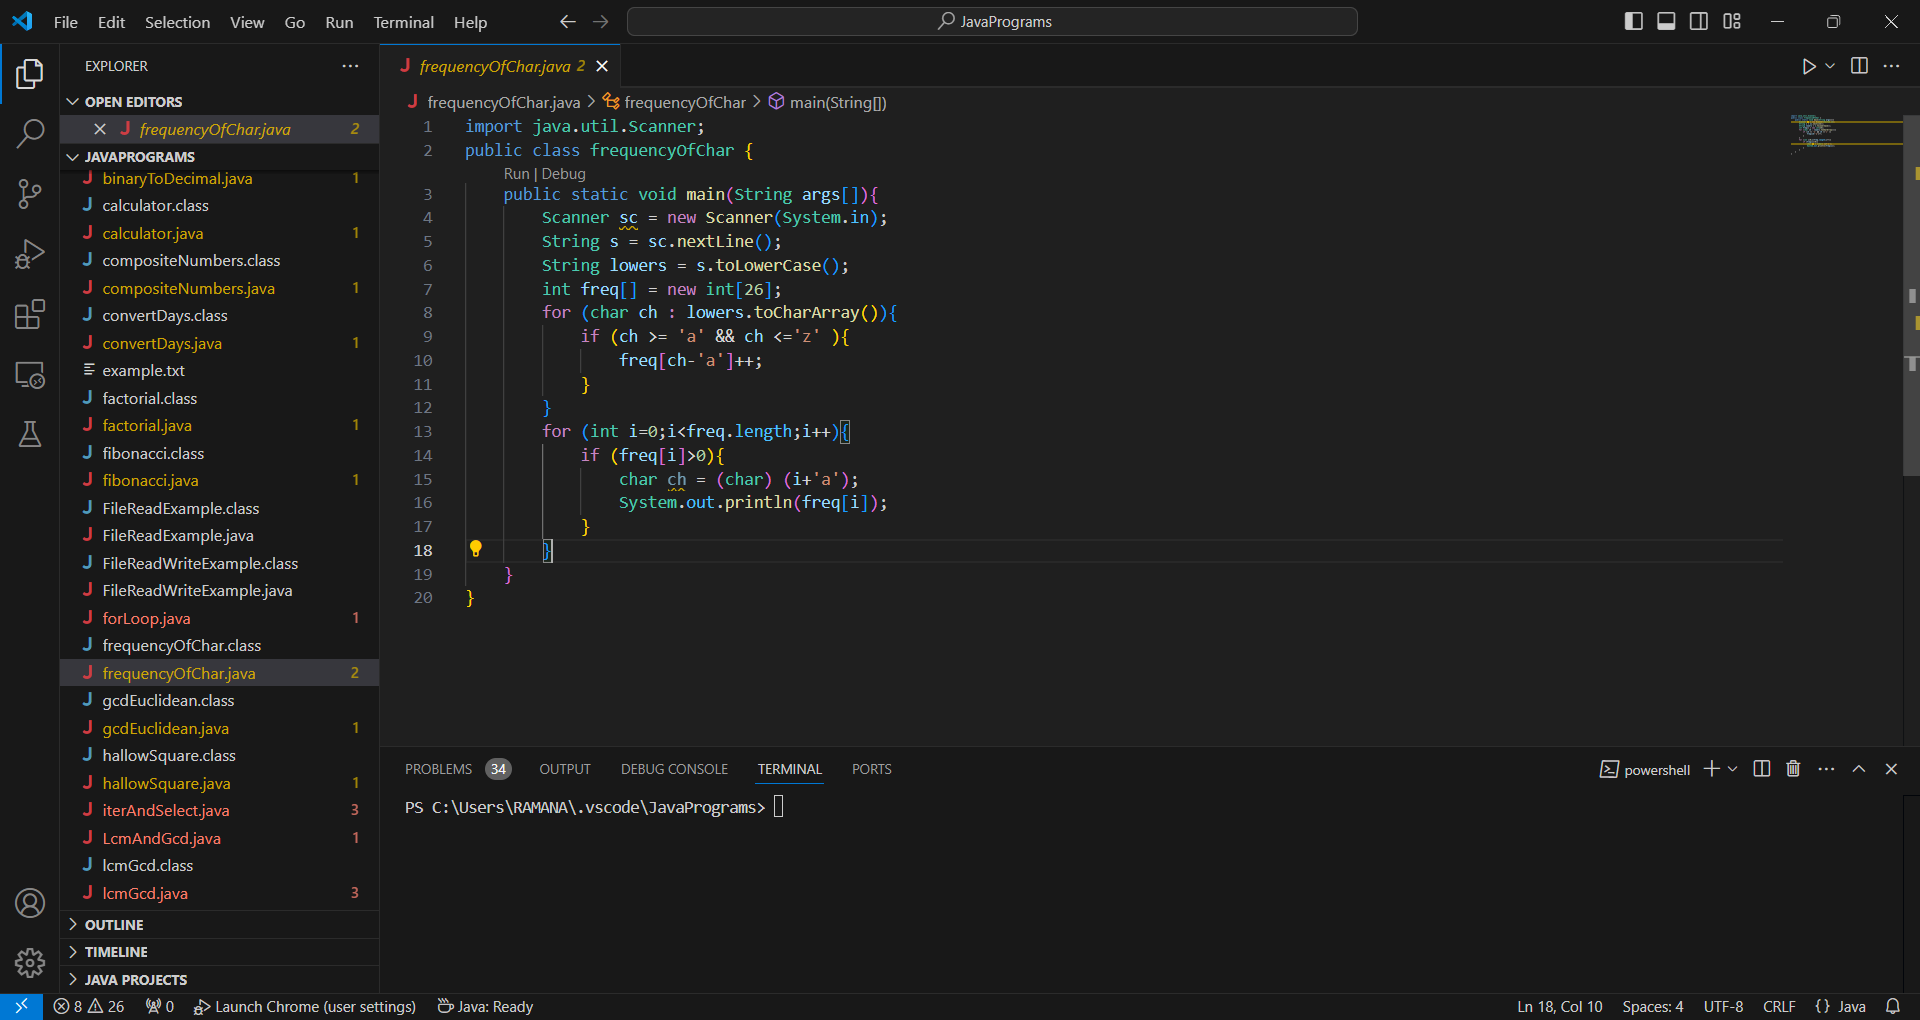 File Edit Selection View Go Run Terminal Help
JavaPrograms
EXPLORER
OPEN EDITORS
frequencyOfChar.java 2
JAVAPROGRAMS
binaryToDecimal.java 1
calculator.class
calculator.java 1
compositeNumbers.class
compositeNumbers.java 1
convertDays.class
convertDays.java 1
example.txt
factorial.class
factorial.java 1
fibonacci.class
fibonacci.java 1
FileReadExample.class
FileReadExample.java
FileReadWriteExample.class
FileReadWriteExample.java
forLoop.java 1
frequencyOfChar.class
frequencyOfChar.java 2
gcdEuclidean.class
gcdEuclidean.java 1
hallowSquare.class
hallowSquare.java 1
iterAndSelect.java 3
LcmAndGcd.java 1
lcmGcd.class
lcmGcd.java 3
OUTLINE
TIMELINE
JAVA PROJECTS
frequencyOfChar.java 2
frequencyOfChar.java > frequencyOfChar > main(String[])
1 import java.util.Scanner;
2 public class frequencyOfChar {
Run | Debug
3 public static void main(String args[]){
4 Scanner sc = new Scanner(System.in);
5 String s = sc.nextLine();
6 String lowers = s.toLowerCase();
7 int freq[] = new int[26];
8 for (char ch : lowers.toCharArray()){
9 if (ch >= 'a' && ch <='z' ){
10 freq[ch-'a']++;
11 }
12 }
13 for (int i=0;i<freq.length;i++){
14 if (freq[i]>0){
15 char ch = (char) (i+'a');
16 System.out.println(freq[i]);
17 }
18 }
19 }
20 }
PROBLEMS 34 OUTPUT DEBUG CONSOLE TERMINAL PORTS
powershell
PS C:\Users\RAMANA\.vscode\JavaPrograms>
8 26 0 Launch Chrome (user settings) Java: Ready
Ln 18, Col 10 Spaces: 4 UTF-8 CRLF {} Java